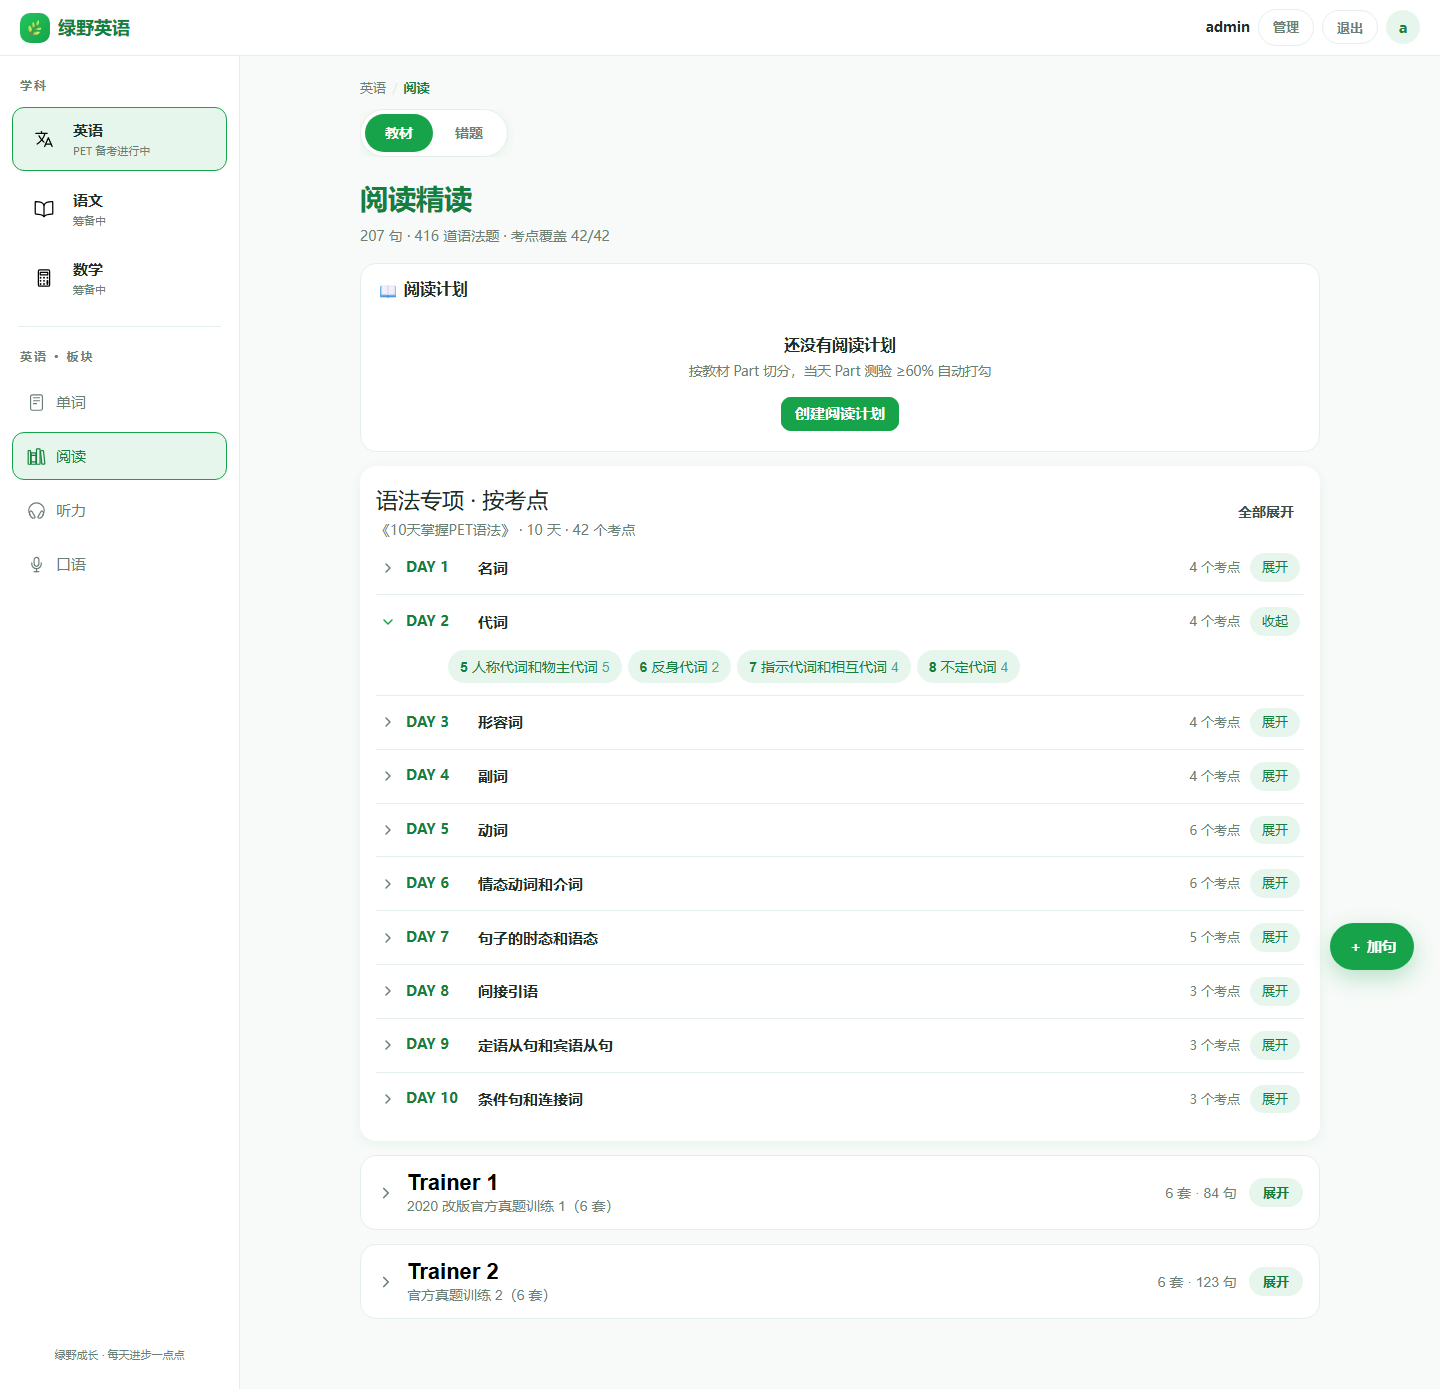 绿野英语
admin 管理 退出 a
学科
英语
PET 备考进行中
语文
筹备中
数学
筹备中
英语 • 板块
单词
阅读
听力
口语
绿野成长 · 每天进步一点点
英语 / 阅读
教材 错题
阅读精读
207 句 · 416 道语法题 · 考点覆盖 42/42
阅读计划
还没有阅读计划
按教材 Part 切分，当天 Part 测验 ≥60% 自动打勾
创建阅读计划
语法专项 · 按考点
全部展开
《10天掌握PET语法》 · 10 天 · 42 个考点
DAY 1 名词 4 个考点 展开
DAY 2 代词 4 个考点 收起
5 人称代词和物主代词 5 6 反身代词 2 7 指示代词和相互代词 4 8 不定代词 4
DAY 3 形容词 4 个考点 展开
DAY 4 副词 4 个考点 展开
DAY 5 动词 6 个考点 展开
DAY 6 情态动词和介词 6 个考点 展开
DAY 7 句子的时态和语态 5 个考点 展开
+ 加句
DAY 8 间接引语 3 个考点 展开
DAY 9 定语从句和宾语从句 3 个考点 展开
DAY 10 条件句和连接词 3 个考点 展开
Trainer 1
2020 改版官方真题训练 1（6 套）
6 套 · 84 句 展开
Trainer 2
官方真题训练 2（6 套）
6 套 · 123 句 展开